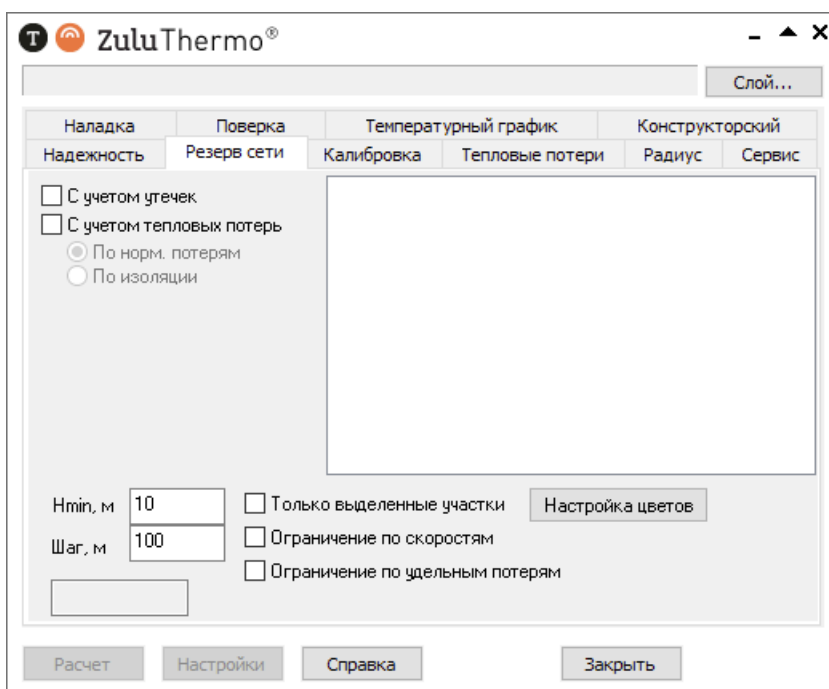 T ZuluThermo®
Слой...
Наладка Поверка Температурный график Конструкторский
Надежность Резерв сети Калибровка Тепловые потери Радиус Сервис
С учетом утечек
С учетом тепловых потерь
По норм. потерям
По изоляции
Hmin, м 10 Только выделенные участки Настройка цветов
Шаг, м 100 Ограничение по скоростям
Ограничение по удельным потерям
Расчет Настройки Справка Закрыть